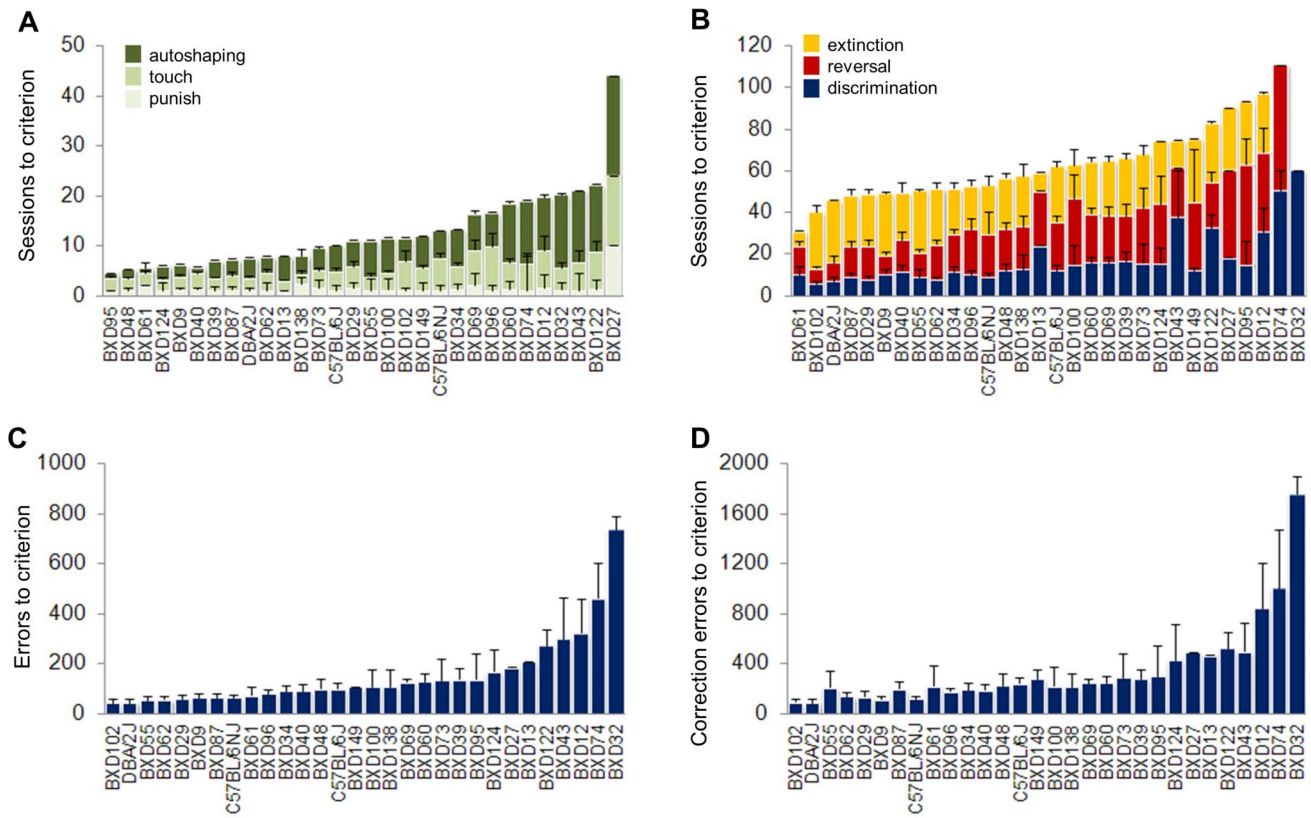 A
Sessions to criterion
50
40
30
20
10
0
autoshaping
touch
punish
BXD95
BXD48
BXD61
BXD124
BXD9
BXD40
BXD39
BXD87
DBA/2J
BXD62
BXD13
BXD138
BXD73
C57BL/6J
BXD29
BXD55
BXD100
BXD102
BXD149
C57BL/6NJ
BXD34
BXD69
BXD96
BXD60
BXD74
BXD12
BXD32
BXD43
BXD122
BXD27
B
Sessions to criterion
120
100
80
60
40
20
0
extinction
reversal
discrimination
BXD61
BXD102
DBA/2J
BXD87
BXD29
BXD9
BXD40
BXD55
BXD62
BXD34
BXD96
C57BL/6NJ
BXD48
BXD138
BXD13
C57BL/6J
BXD100
BXD60
BXD69
BXD39
BXD73
BXD124
BXD43
BXD149
BXD122
BXD27
BXD95
BXD12
BXD74
BXD32
C
Errors to criterion
1000
800
600
400
200
0
BXD102
DBA/2J
BXD55
BXD62
BXD29
BXD9
BXD87
C57BL/6NJ
BXD61
BXD96
BXD34
BXD40
BXD48
C57BL/6J
BXD149
BXD100
BXD138
BXD69
BXD60
BXD73
BXD39
BXD95
BXD124
BXD27
BXD13
BXD122
BXD43
BXD12
BXD74
BXD32
D
Correction errors to criterion
2000
1600
1200
800
400
0
BXD102
DBA/2J
BXD55
BXD62
BXD29
BXD9
BXD87
C57BL/6NJ
BXD61
BXD96
BXD34
BXD40
BXD48
C57BL/6J
BXD149
BXD100
BXD138
BXD69
BXD60
BXD73
BXD39
BXD95
BXD124
BXD27
BXD13
BXD122
BXD43
BXD12
BXD74
BXD32